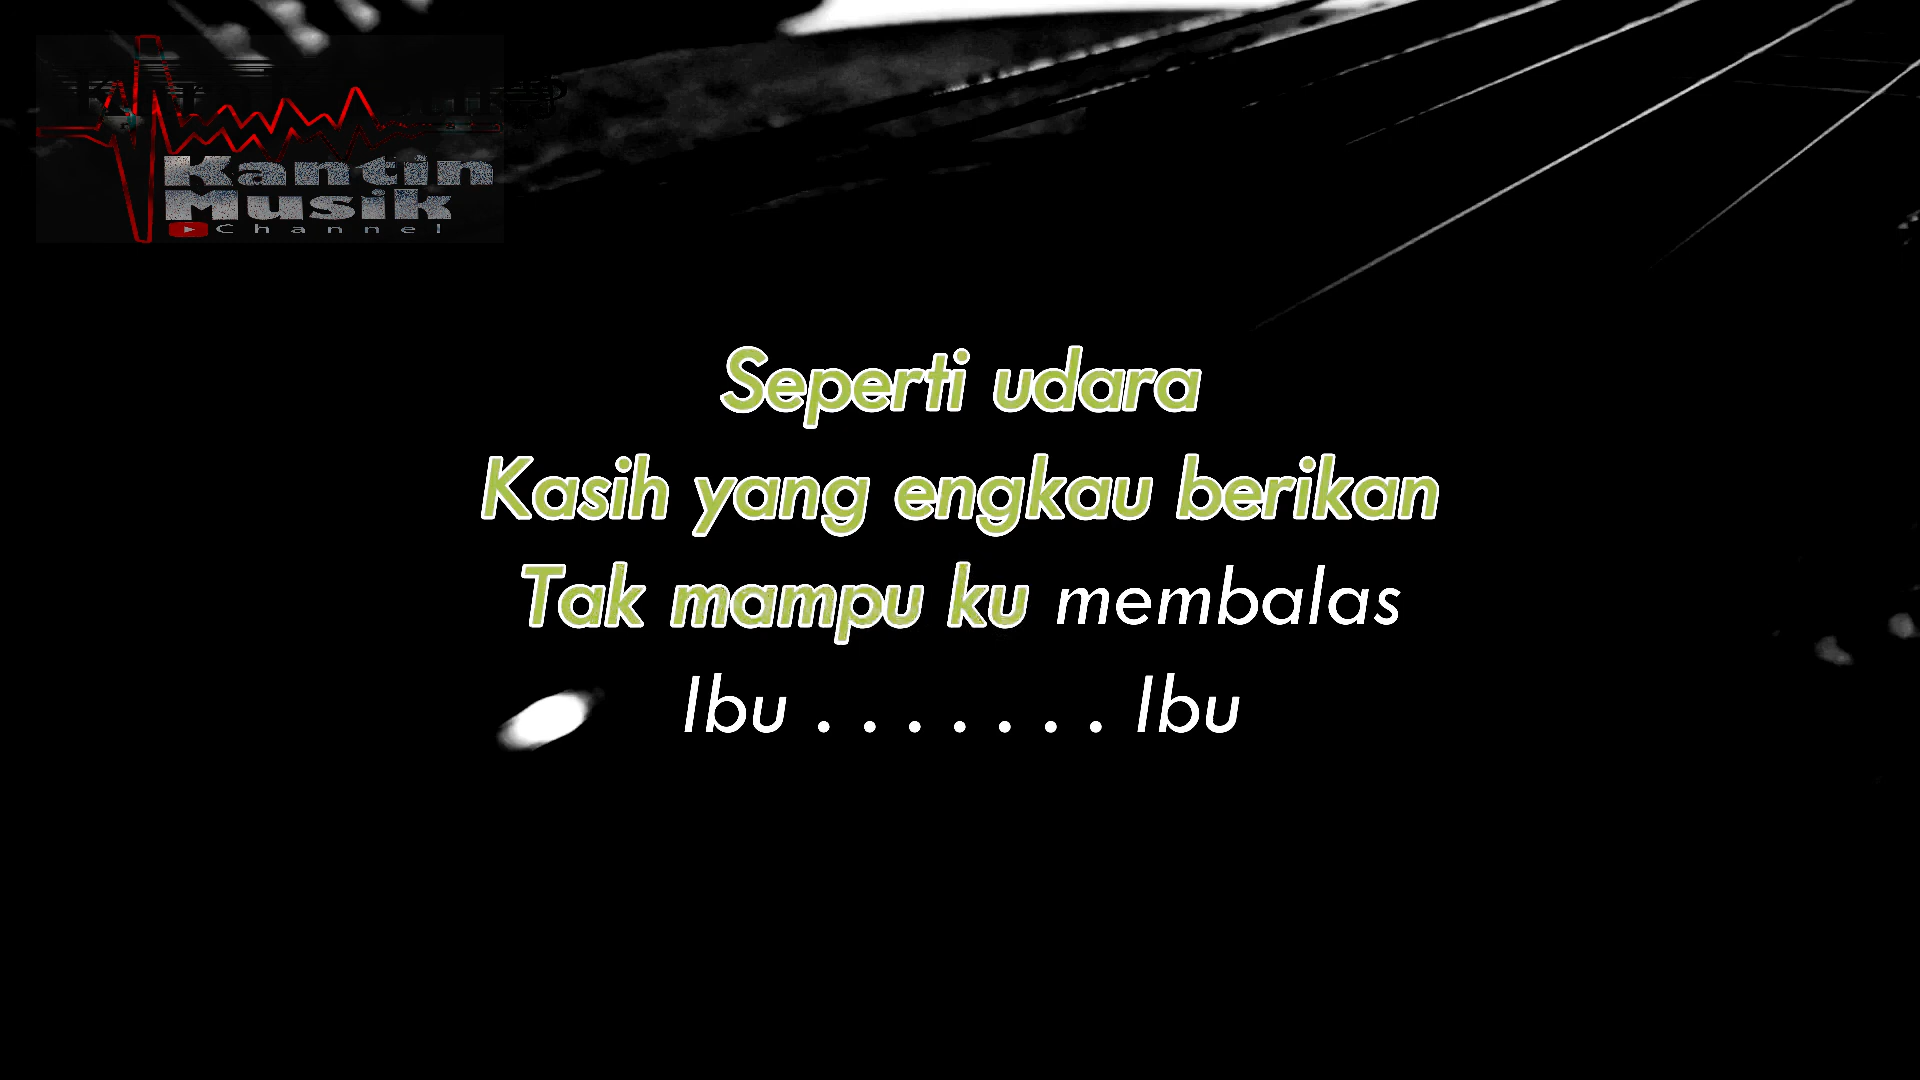 Kantin
Musik
Channel
Seperti udara
Kasih yang engkau berikan
Tak mampu ku membalas
Ibu . . . . . . . Ibu